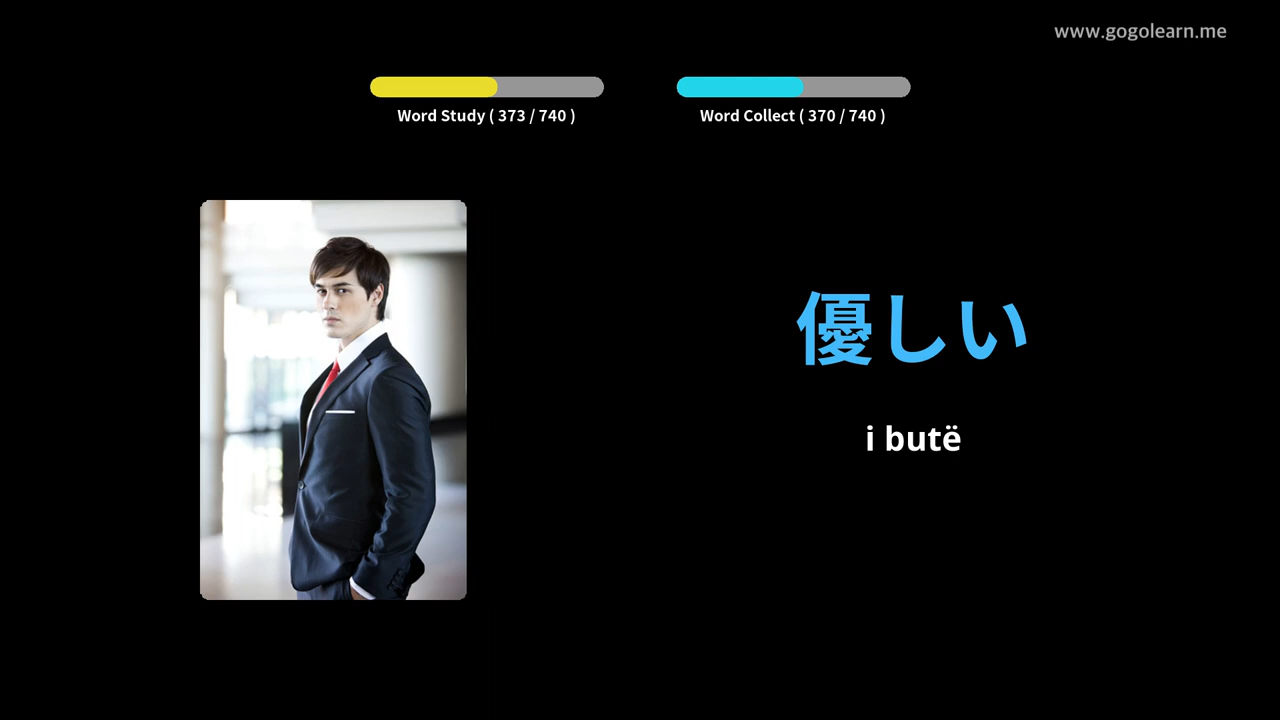 www.gogolearn.me
Word Study ( 373 / 740 )
Word Collect ( 370 / 740 )
優しい
i butë